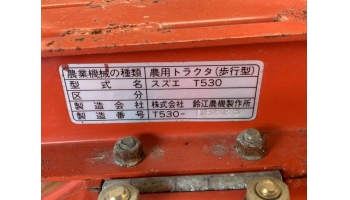 農業機械の種類 農用トラクタ(歩行型)
型式名 スズエ T530
区分
製造会社 株式会社 鈴江農機製作所
製造番号 T530-